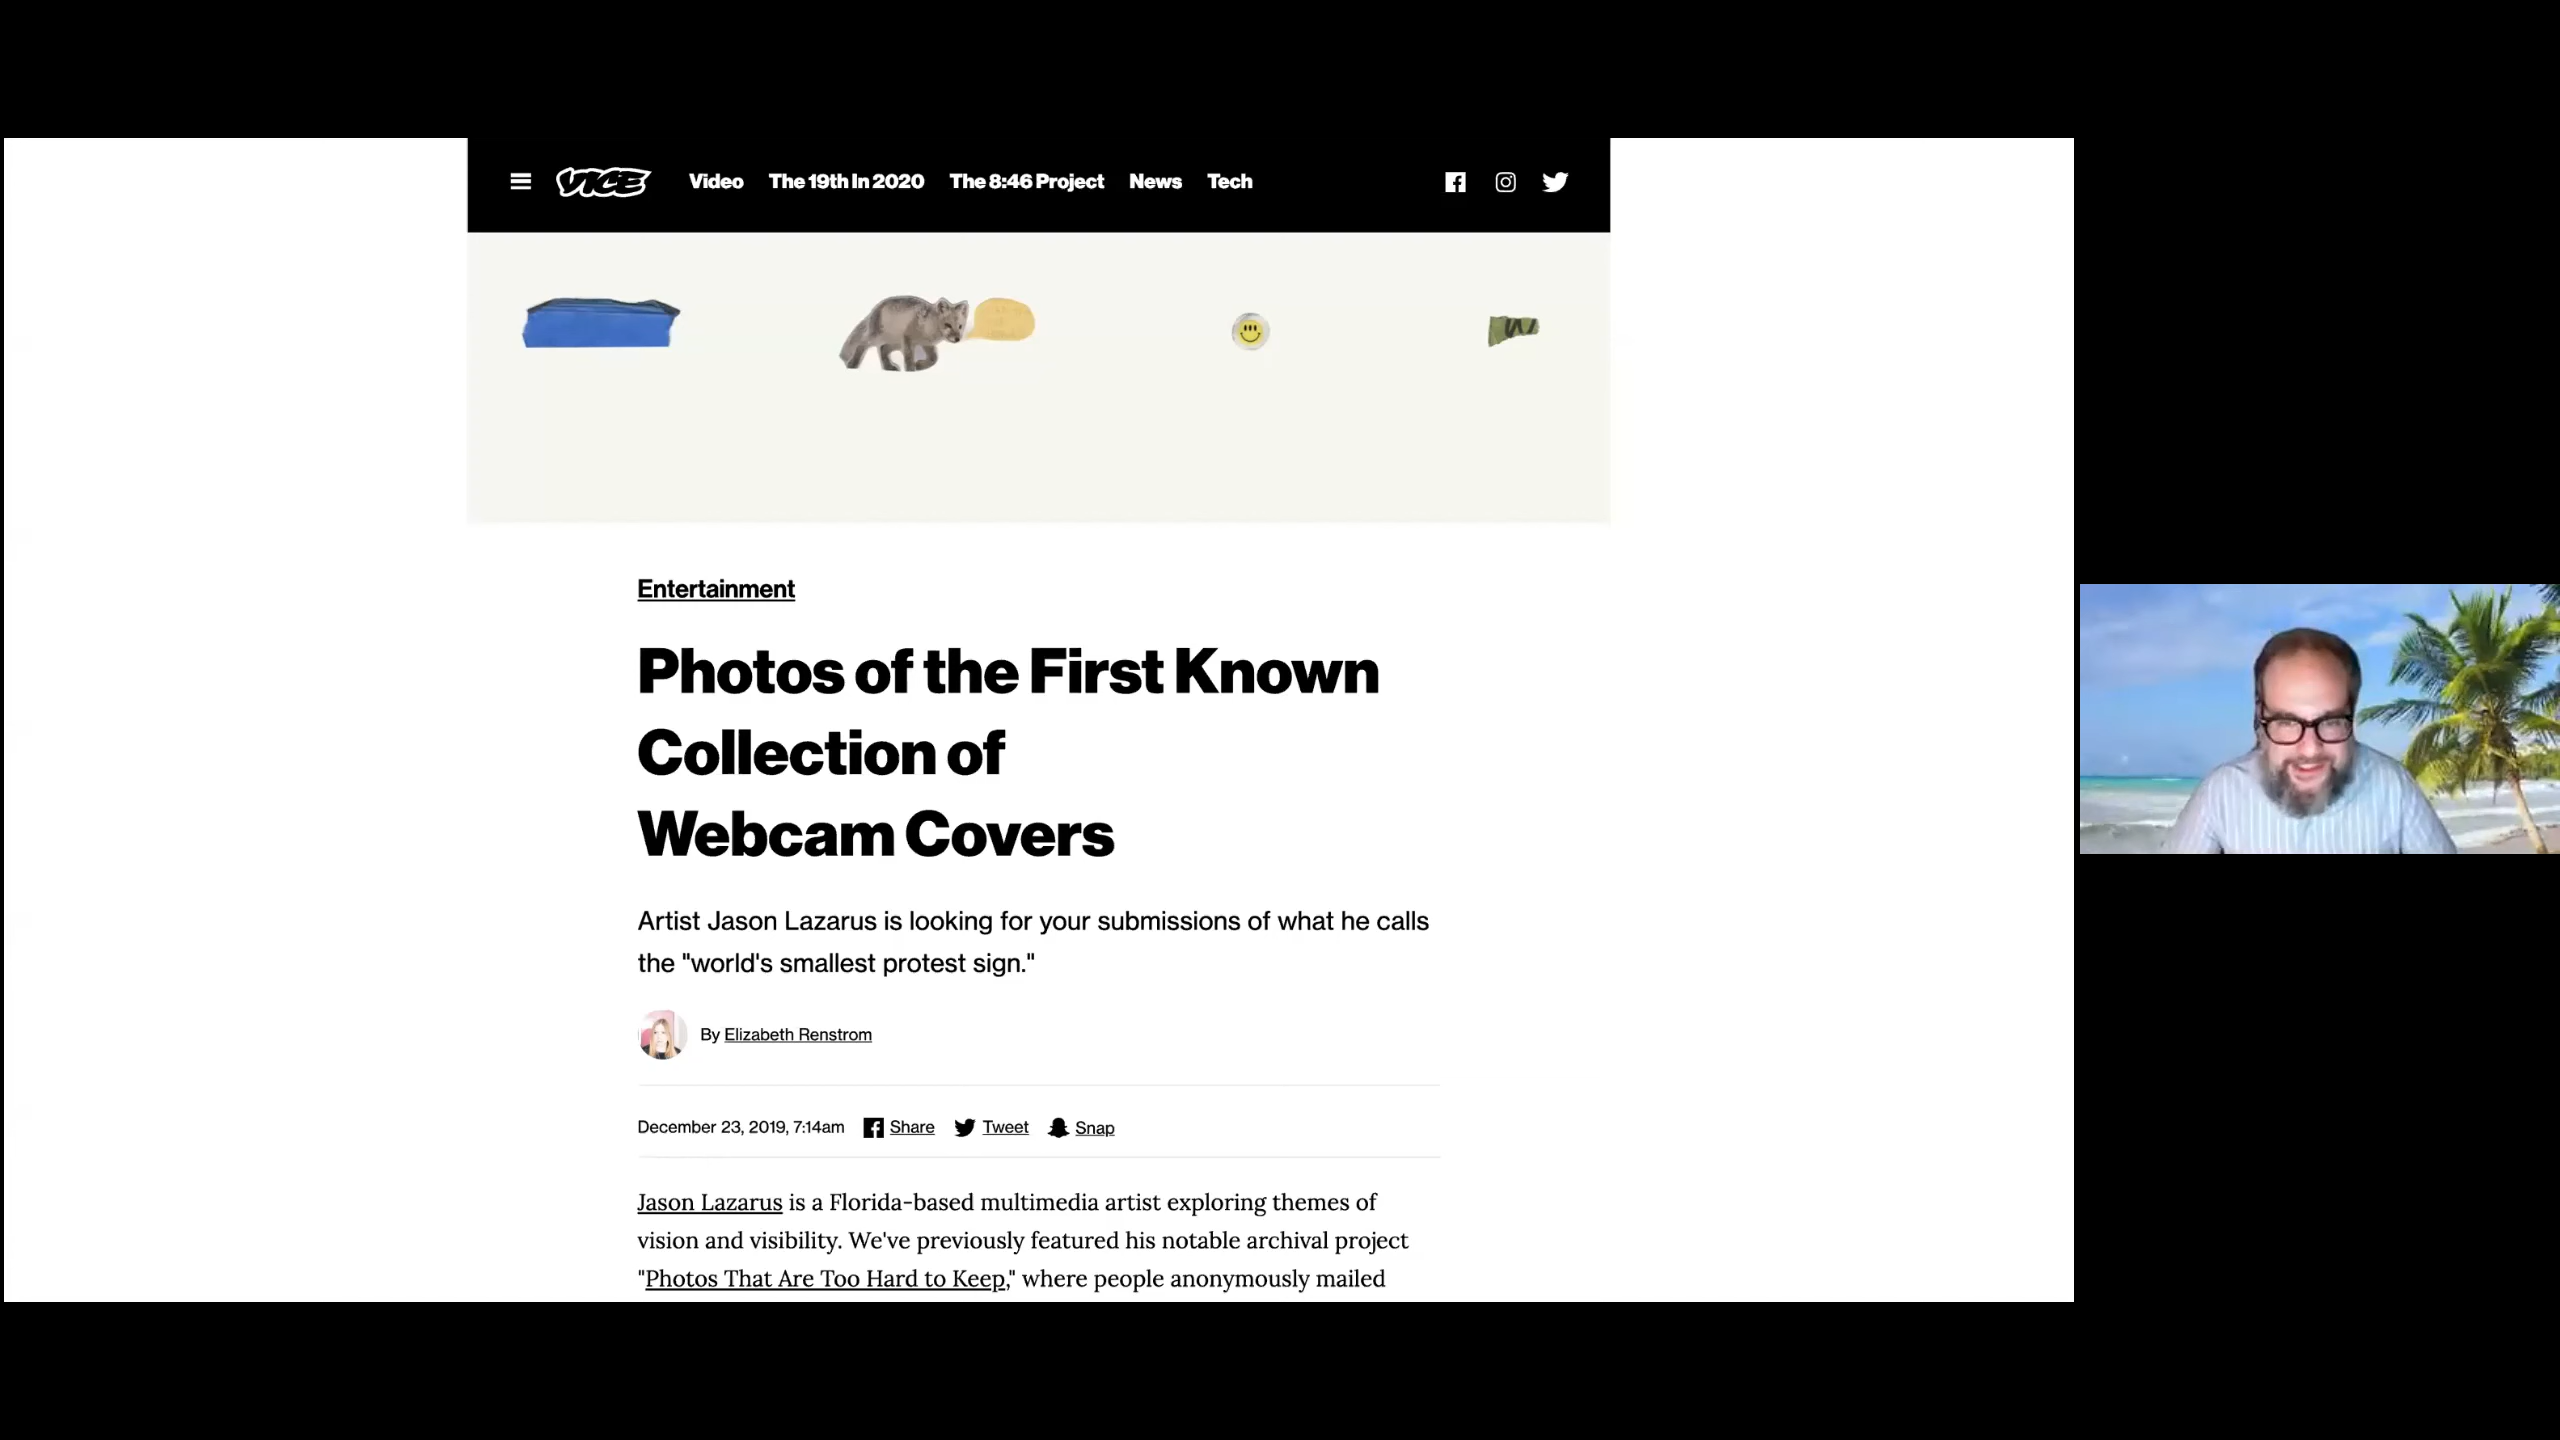 VICE Video The 19th In 2020 The 8:46 Project News Tech
Entertainment
Photos of the First Known
Collection of
Webcam Covers
Artist Jason Lazarus is looking for your submissions of what he calls
the "world's smallest protest sign."
By Elizabeth Renstrom
December 23, 2019, 7:14am Share Tweet Snap
Jason Lazarus is a Florida-based multimedia artist exploring themes of
vision and visibility. We've previously featured his notable archival project
"Photos That Are Too Hard to Keep," where people anonymously mailed